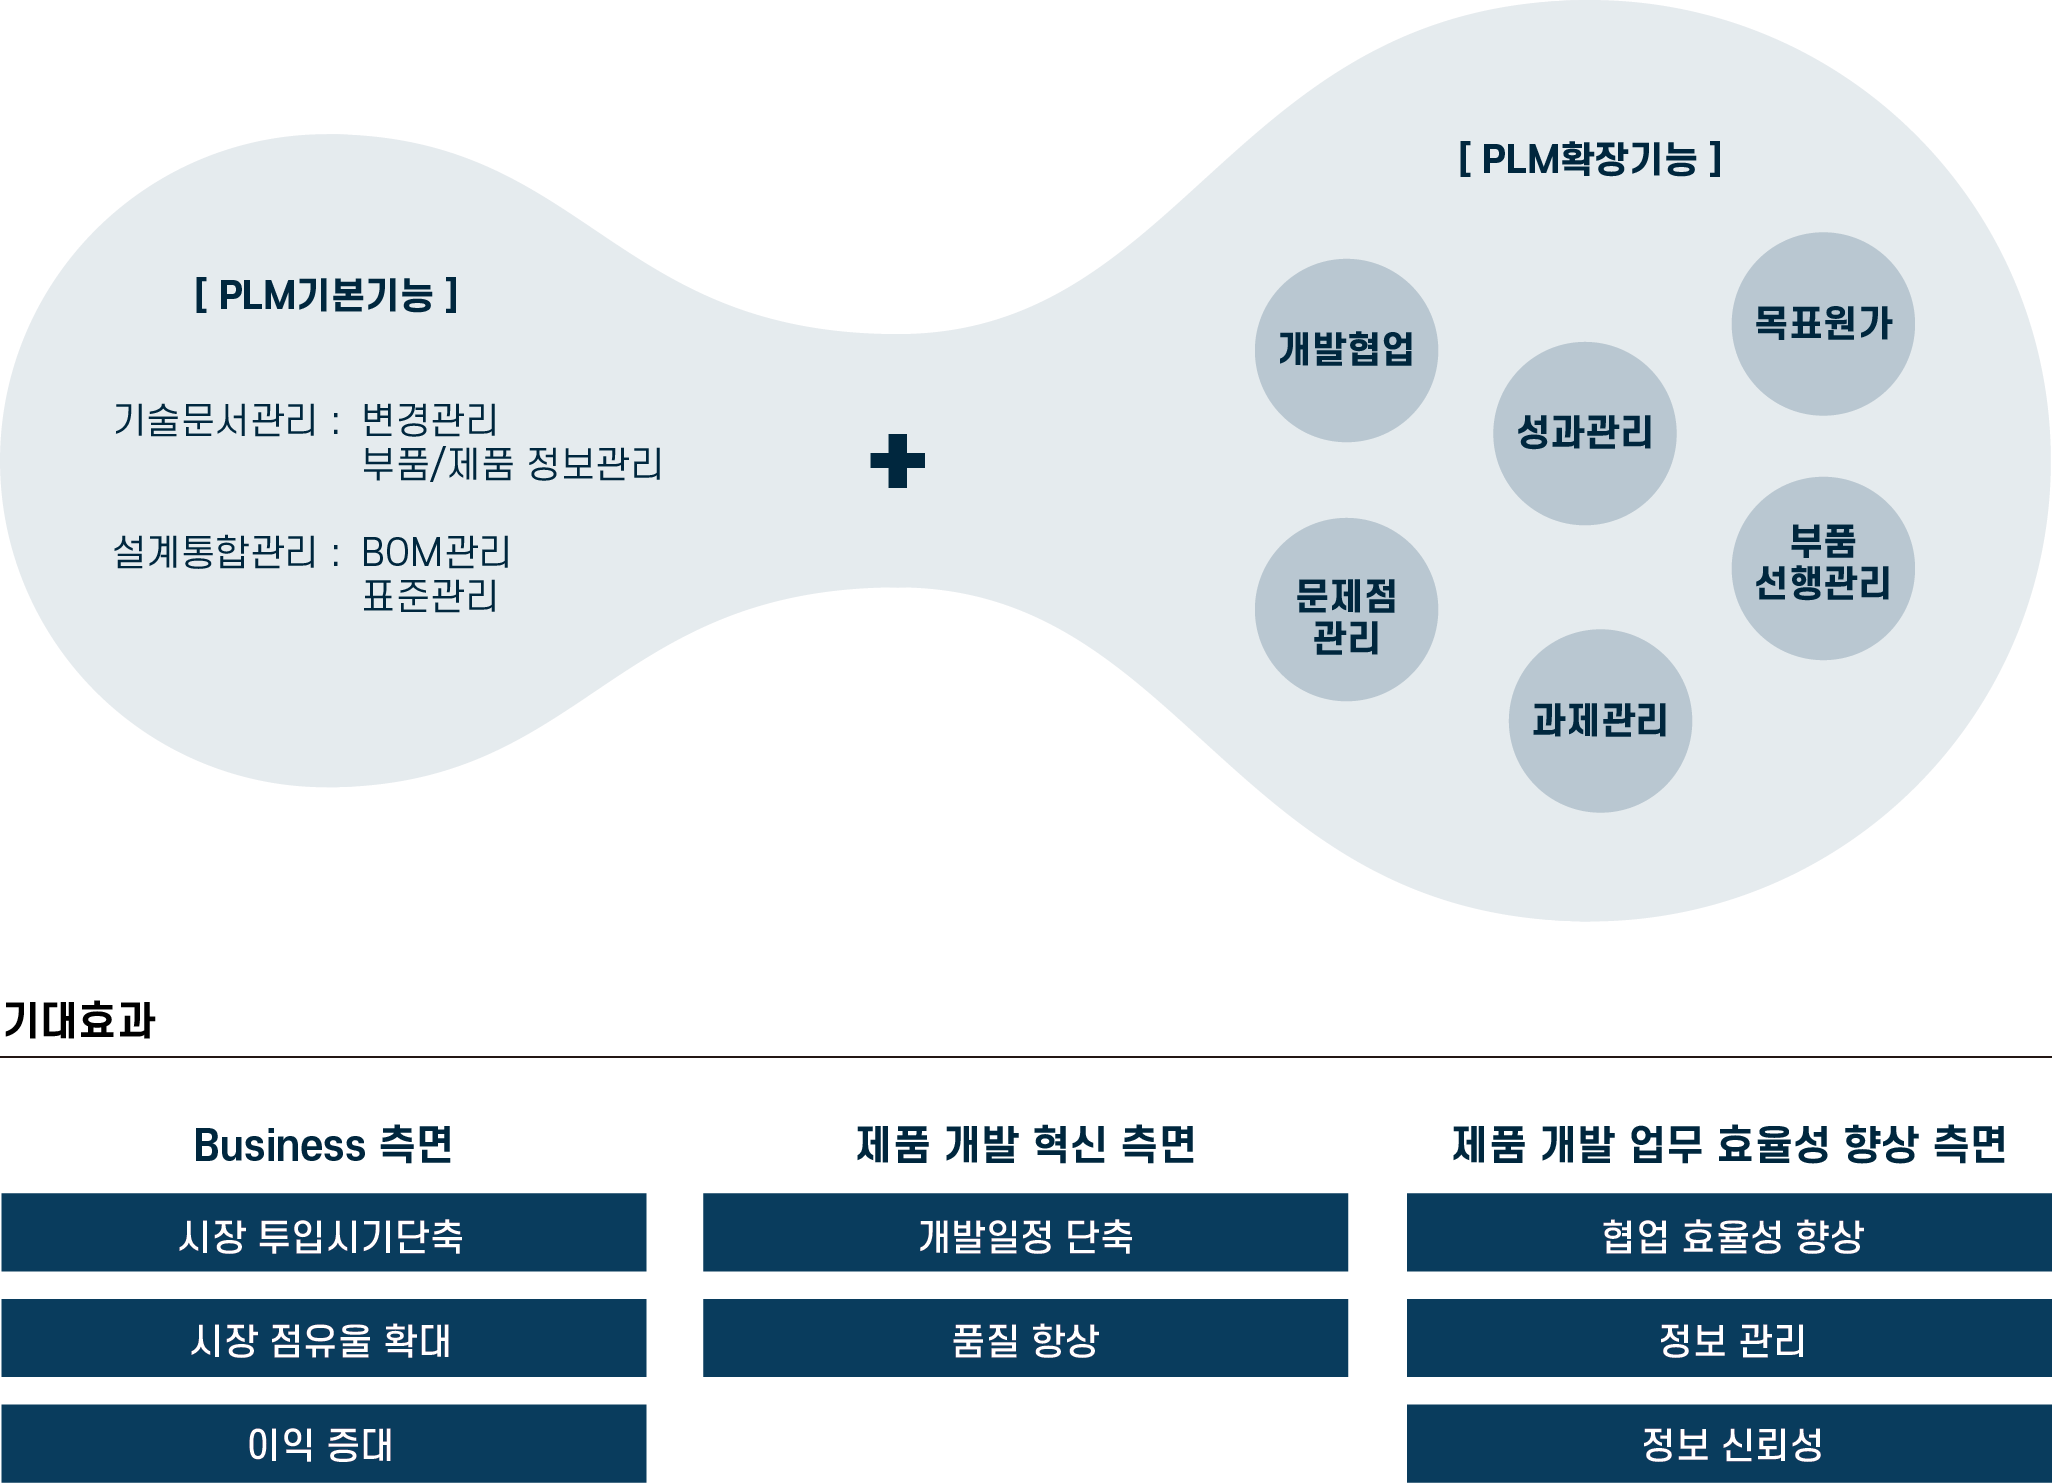 [ PLM기본기능 ]
기술문서관리 : 변경관리
부품/제품 정보관리
설계통합관리 : BOM관리
표준관리
+
[ PLM확장기능 ]
개발협업
목표원가
성과관리
문제점
관리
부품
선행관리
과제관리
기대효과
Business 측면
시장 투입시기단축
시장 점유울 확대
이익 증대
제품 개발 혁신 측면
개발일정 단축
품질 항상
제품 개발 업무 효율성 향상 측면
협업 효율성 향상
정보 관리
정보 신뢰성